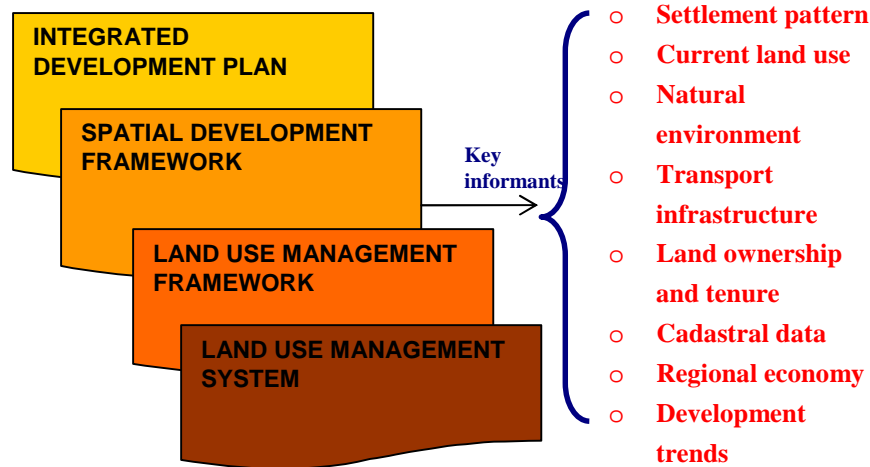 INTEGRATED
DEVELOPMENT PLAN
SPATIAL DEVELOPMENT
FRAMEWORK
LAND USE MANAGEMENT
FRAMEWORK
LAND USE MANAGEMENT
SYSTEM
Key
informants
o Settlement pattern
o Current land use
o Natural
environment
o Transport
infrastructure
o Land ownership
and tenure
o Cadastral data
o Regional economy
o Development
trends